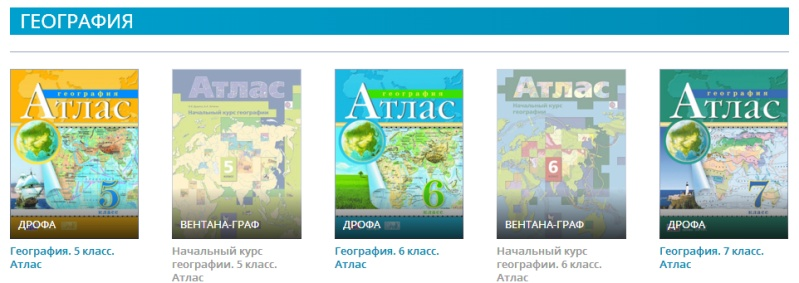 ГЕОГРАФИЯ
география
Атлас
5
класс
ДРОФА
География. 5 класс.
Атлас
Атлас
Начальный курс географии
5
ВЕНТАНА-ГРАФ
Начальный курс
географии. 5 класс.
Атлас
география
Атлас
6
класс
ДРОФА
География. 6 класс.
Атлас
Атлас
Начальный курс
географии
6
ВЕНТАНА-ГРАФ
Начальный курс
географии. 6 класс.
Атлас
география
Атлас
7
класс
ДРОФА
География. 7 класс.
Атлас